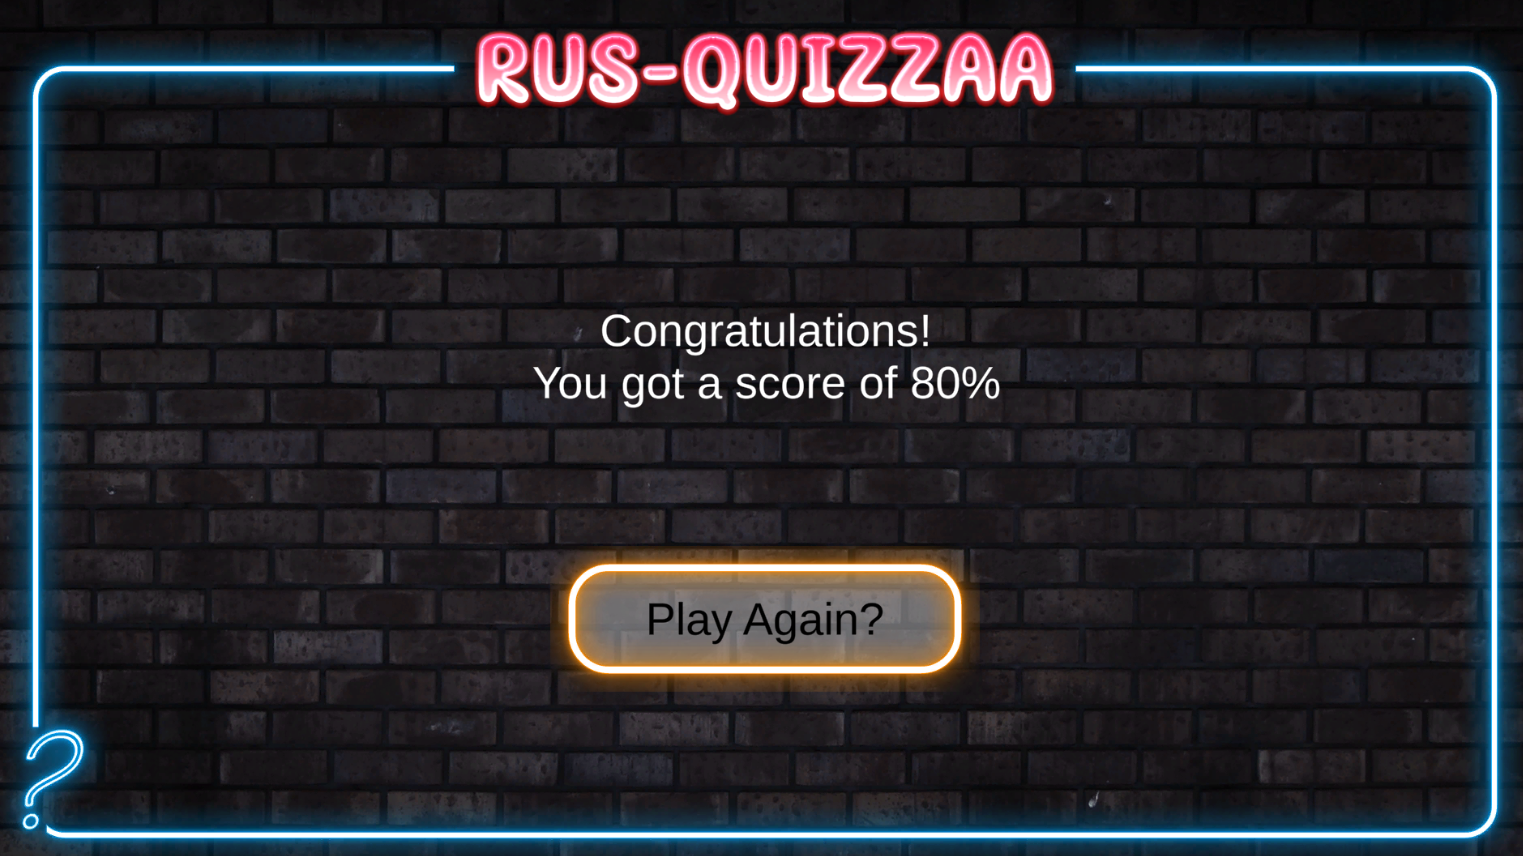 RUS-QUIZZAA
Congratulations!
You got a score of 80%
Play Again?
?